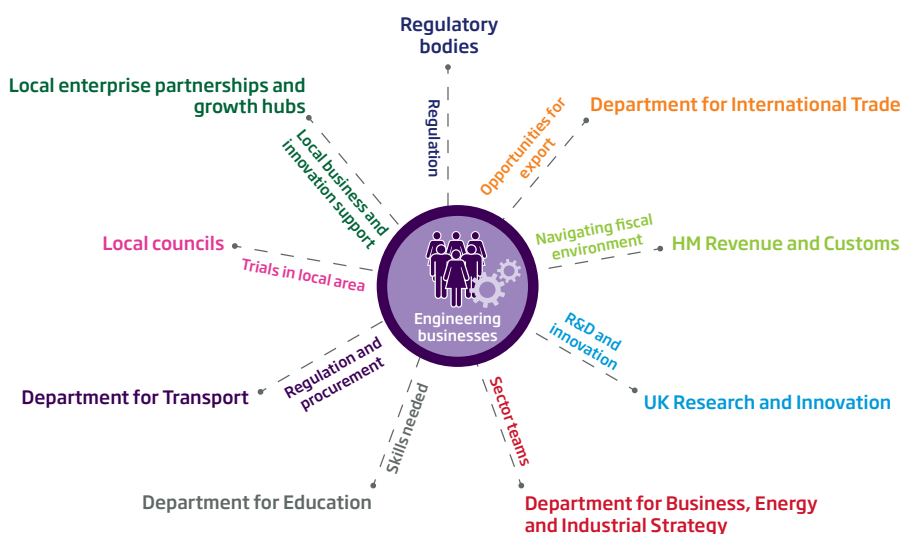 Regulatory
bodies
Regulation
Local enterprise partnerships and
growth hubs
Local business and
innovation support
Opportunities for
export
Department for International Trade
Local councils
Trials in local area
Navigating fiscal
environment
HM Revenue and Customs
Engineering
businesses
R&D and
innovation
UK Research and Innovation
Regulation and
procurement
Department for Transport
Skills needed
Department for Education
Sector teams
Department for Business, Energy
and Industrial Strategy